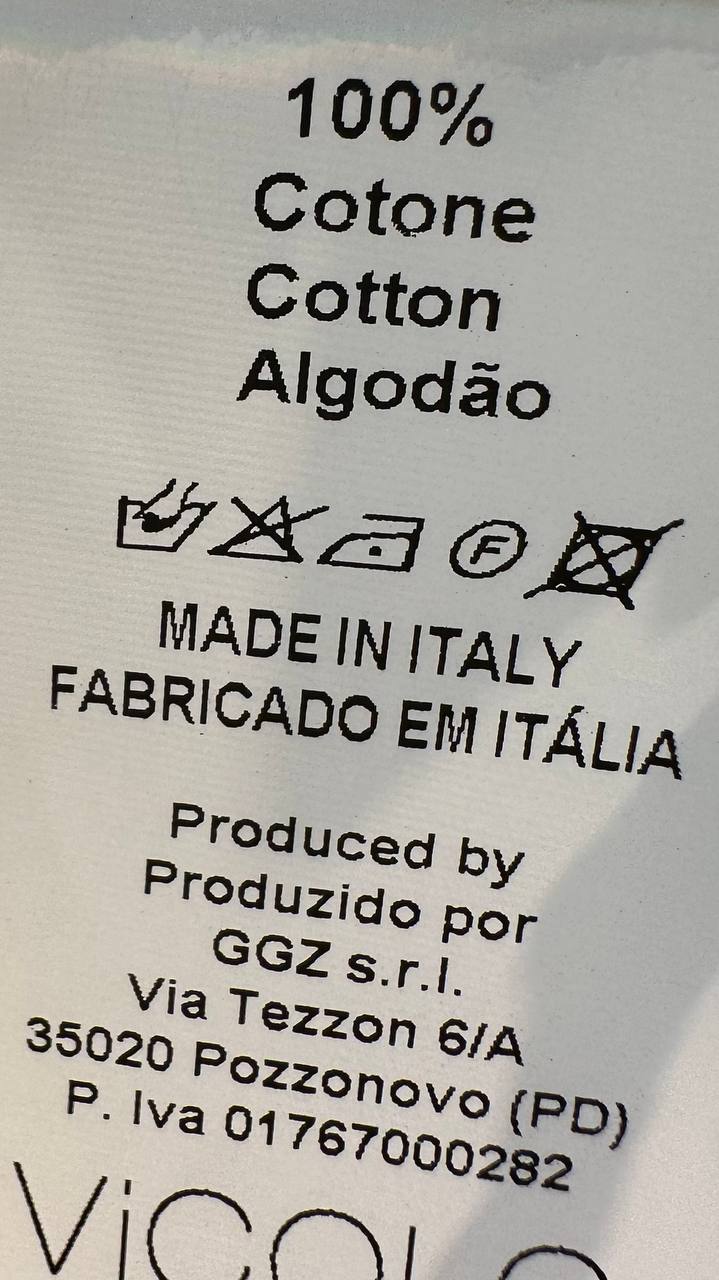 100%
Cotone
Cotton
Algodão
F
MADE IN ITALY
FABRICADO EM ITÁLIA
Produced by
Produzido por
GGZ s.r.l.
Via Tezzon 6/A
35020 Pozzonovo (PD)
P. Iva 01767000282